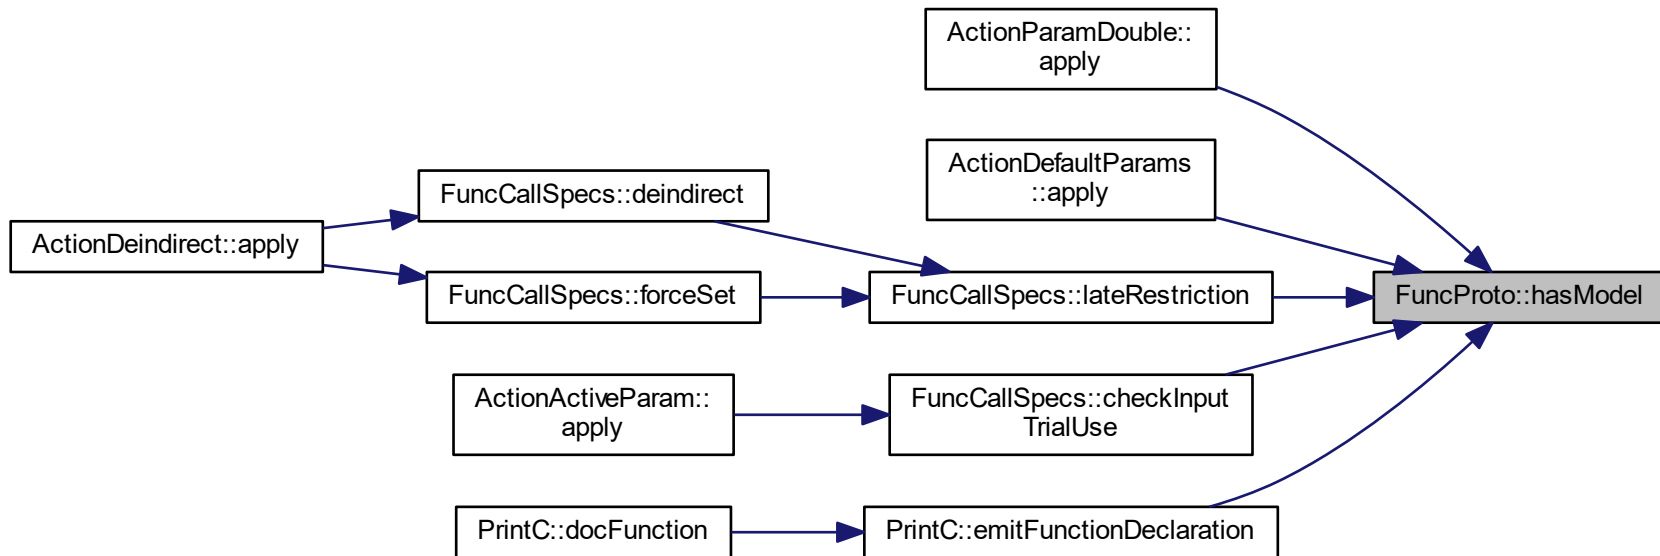 ActionParamDouble::
apply
ActionDefaultParams
::apply
FuncCallSpecs::deindirect
ActionDeindirect::apply
FuncCallSpecs::forceSet
FuncCallSpecs::lateRestriction
FuncProto::hasModel
ActionActiveParam::
apply
FuncCallSpecs::checkInput
TrialUse
PrintC::docFunction
PrintC::emitFunctionDeclaration